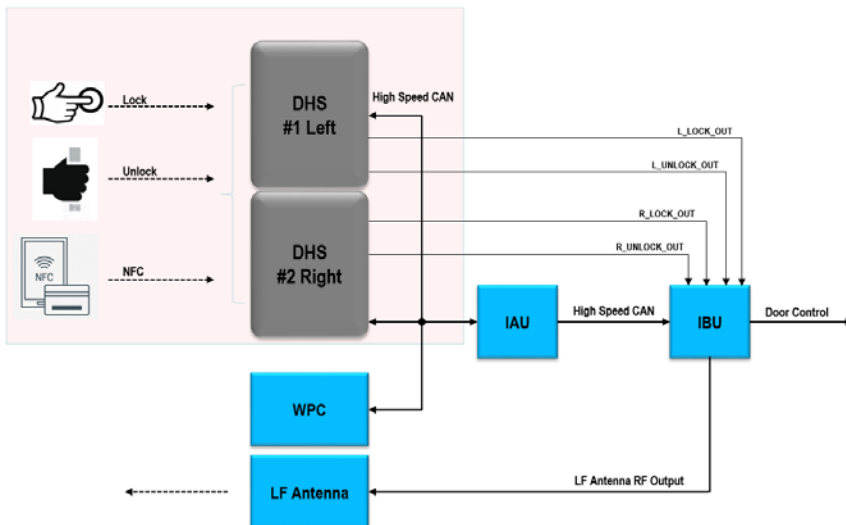 Lock
Unlock
NFC
NFC
DHS
#1 Left
High Speed CAN
DHS
#2 Right
L_LOCK_OUT
L_UNLOCK_OUT
R_LOCK_OUT
R_UNLOCK_OUT
IAU
High Speed CAN
IBU
Door Control
WPC
LF Antenna
LF Antenna RF Output